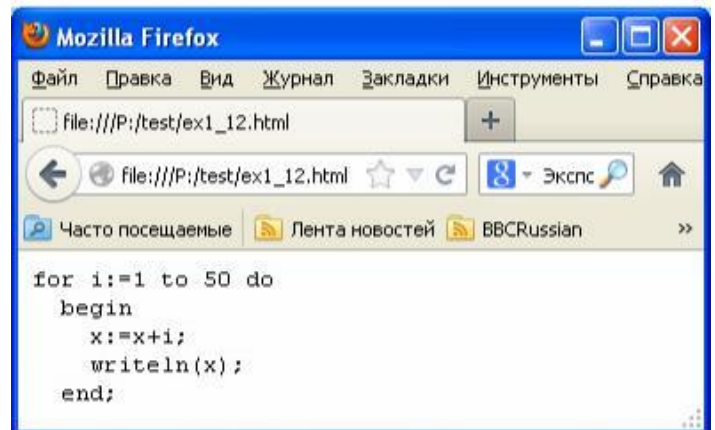 Mozilla Firefox
Файл Правка Вид Журнал Закладки Инструменты Справка
file:///P:/test/ex1_12.html +
file:///P:/test/ex1_12.html 8 Экспс
Часто посещаемые Лента новостей BBCRussian »
for i:=1 to 50 do
  begin
    x:=x+i;
    writeln(x);
  end;